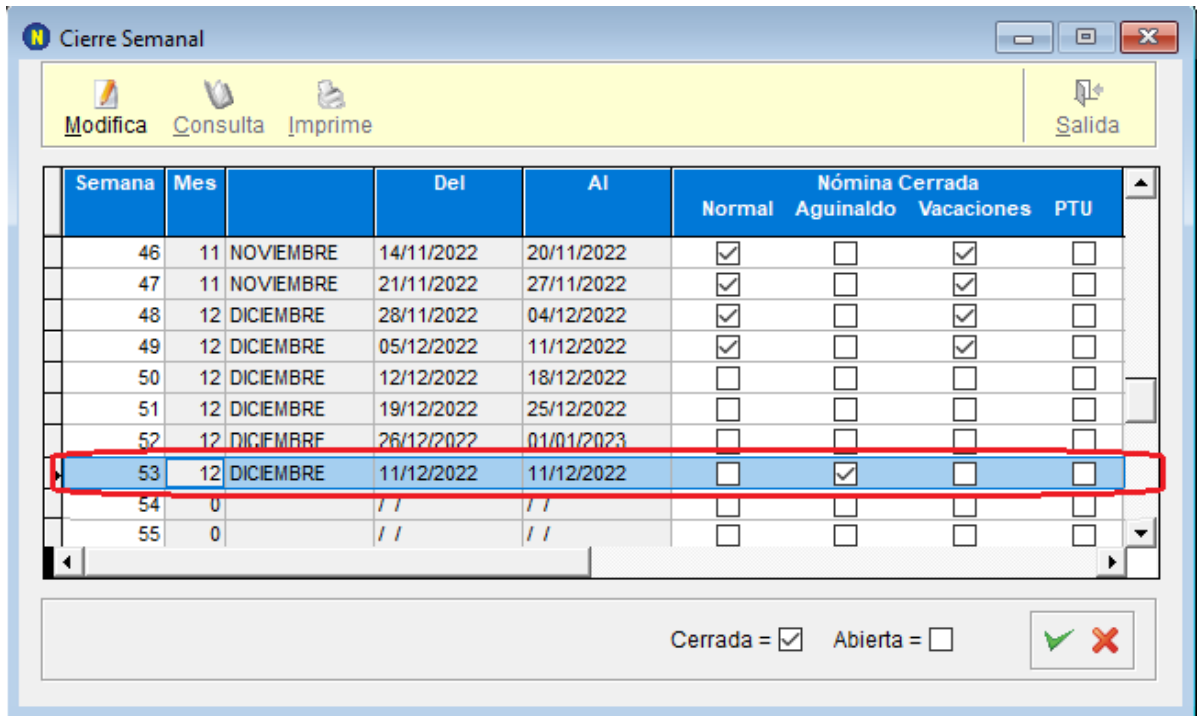 N Cierre Semanal
Modifica Consulta Imprime Salida
Semana Mes Del Al Nómina Cerrada
Normal Aguinaldo Vacaciones PTU
46 11 NOVIEMBRE 14/11/2022 20/11/2022
47 11 NOVIEMBRE 21/11/2022 27/11/2022
48 12 DICIEMBRE 28/11/2022 04/12/2022
49 12 DICIEMBRE 05/12/2022 11/12/2022
50 12 DICIEMBRE 12/12/2022 18/12/2022
51 12 DICIEMBRE 19/12/2022 25/12/2022
52 12 DICIEMBRE 26/12/2022 01/01/2023
53 12 DICIEMBRE 11/12/2022 11/12/2022
54 0 / / / /
55 0 / / / /
Cerrada = Abierta =